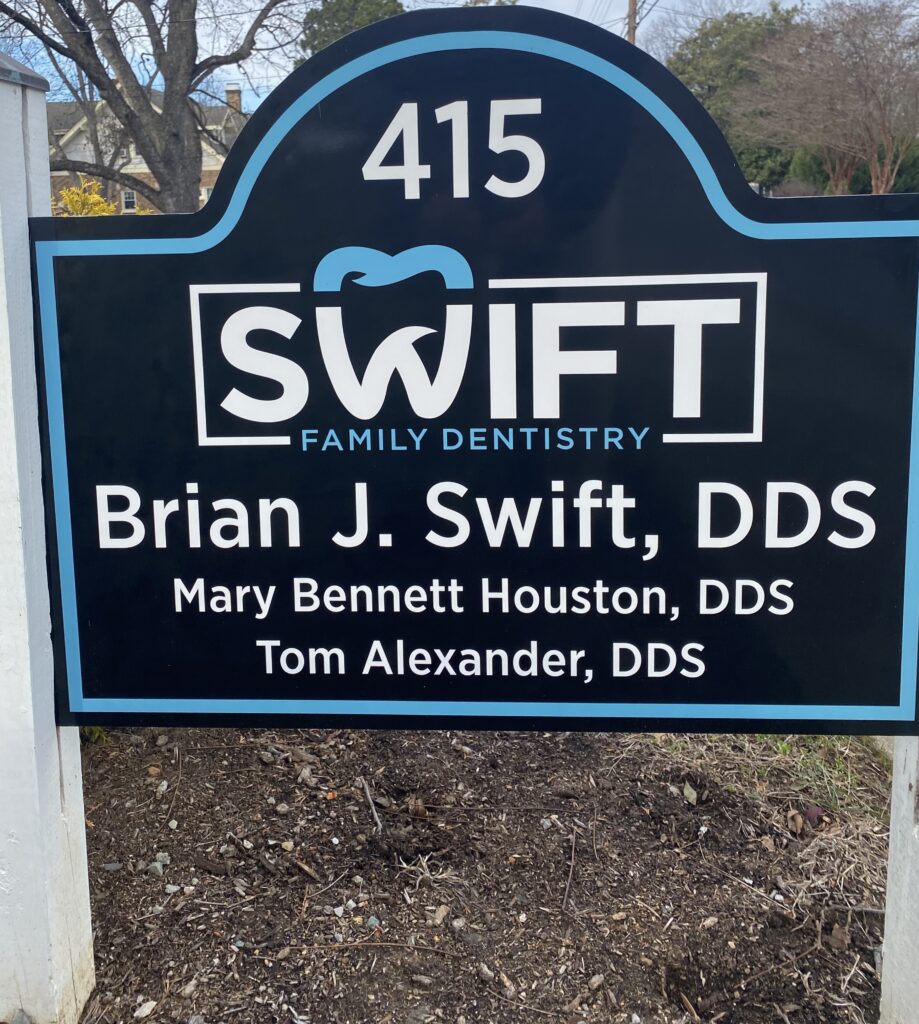 415
SWIFT
FAMILY DENTISTRY
Brian J. Swift, DDS
Mary Bennett Houston, DDS
Tom Alexander, DDS